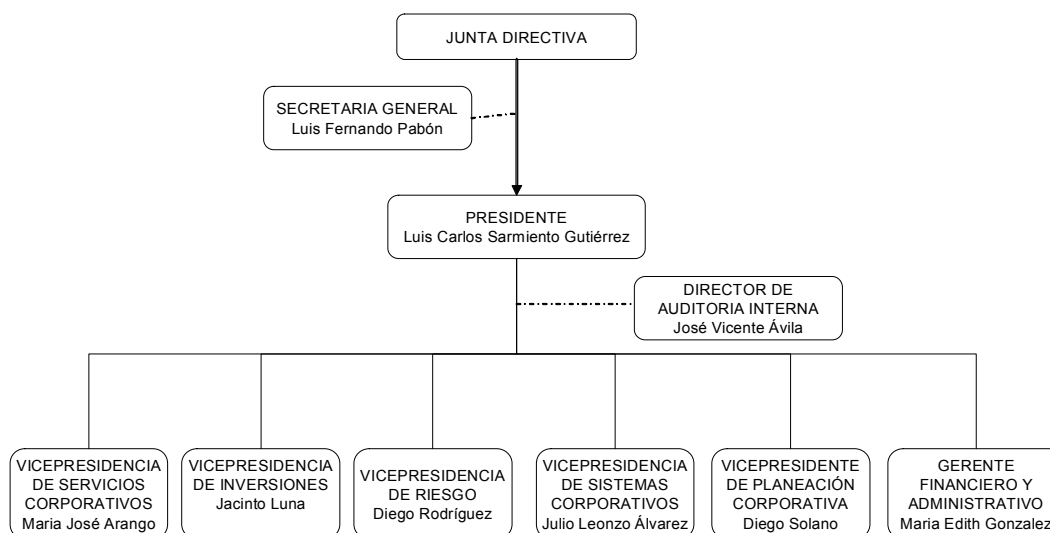 JUNTA DIRECTIVA
SECRETARIA GENERAL
Luis Fernando Pabón
PRESIDENTE
Luis Carlos Sarmiento Gutiérrez
DIRECTOR DE
AUDITORIA INTERNA
José Vicente Ávila
VICEPRESIDENCIA
DE SERVICIOS
CORPORATIVOS
Maria José Arango
VICEPRESIDENCIA
DE INVERSIONES
Jacinto Luna
VICEPRESIDENCIA
DE RIESGO
Diego Rodríguez
VICEPRESIDENCIA
DE SISTEMAS
CORPORATIVOS
Julio Leonzo Álvarez
VICEPRESIDENTE
DE PLANEACIÓN
CORPORATIVA
Diego Solano
GERENTE
FINANCIERO Y
ADMINISTRATIVO
Maria Edith Gonzalez